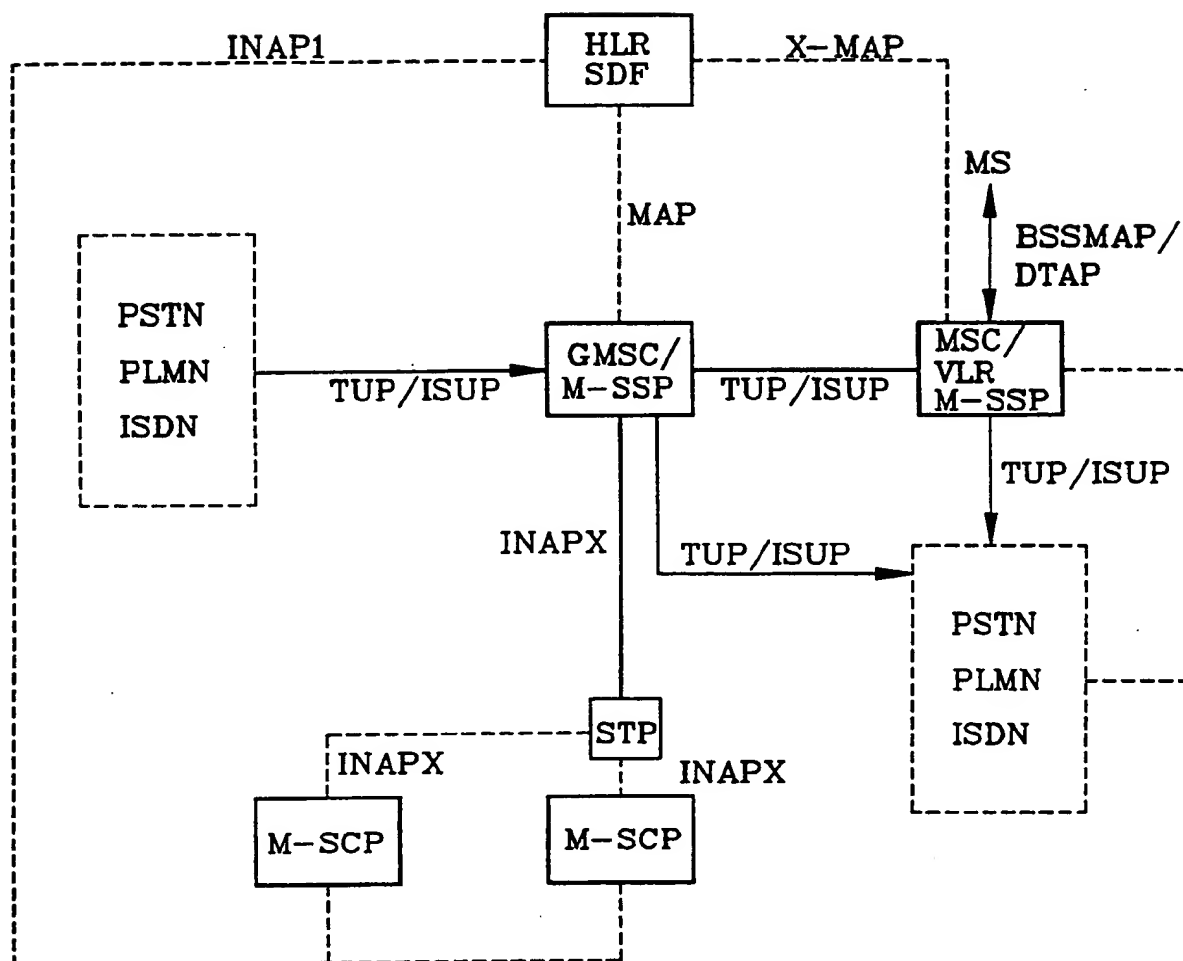 INAP1
HLR
SDF
X-MAP
MS
MAP
BSSMAP/
DTAP
PSTN
PLMN
ISDN
TUP/ISUP
GMSC/
M-SSP
TUP/ISUP
MSC/
VLR
M-SSP
TUP/ISUP
INAPX
TUP/ISUP
PSTN
PLMN
ISDN
STP
INAPX
INAPX
M-SCP
M-SCP